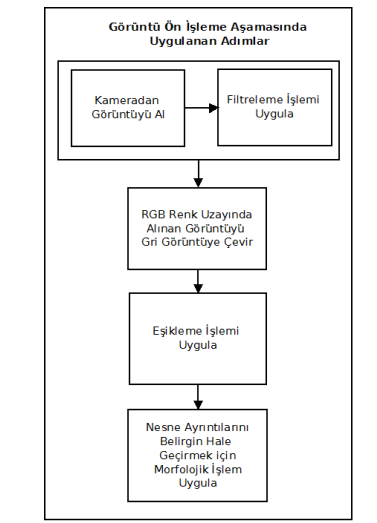 Görüntü Ön İşleme Aşamasında
Uygulanan Adımlar
Kameradan
Görüntüyü Al
Filtreleme İşlemi
Uygula
RGB Renk Uzayında
Alınan Görüntüyü
Gri Görüntüye Çevir
Eşikleme İşlemi
Uygula
Nesne Ayrıntılarını
Belirgin Hale
Geçirmek için
Morfolojik İşlem
Uygula